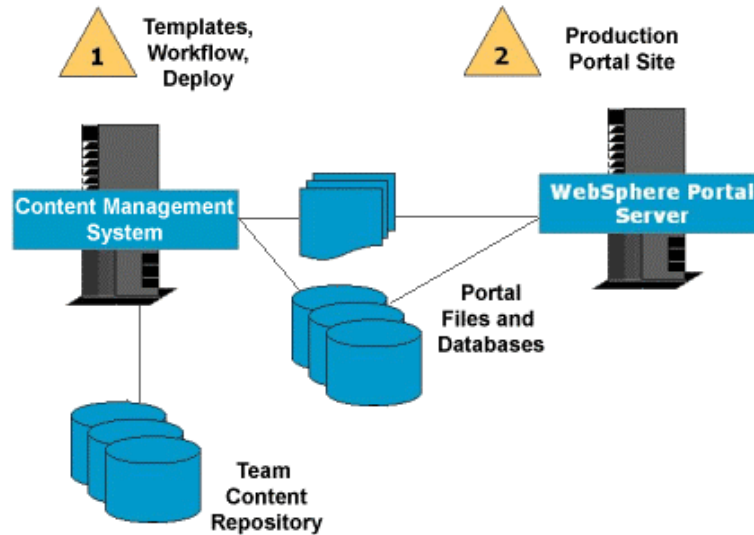 1
Templates,
Workflow,
Deploy
2
Production
Portal Site
Content Management
System
WebSphere Portal
Server
Portal
Files and
Databases
Team
Content
Repository